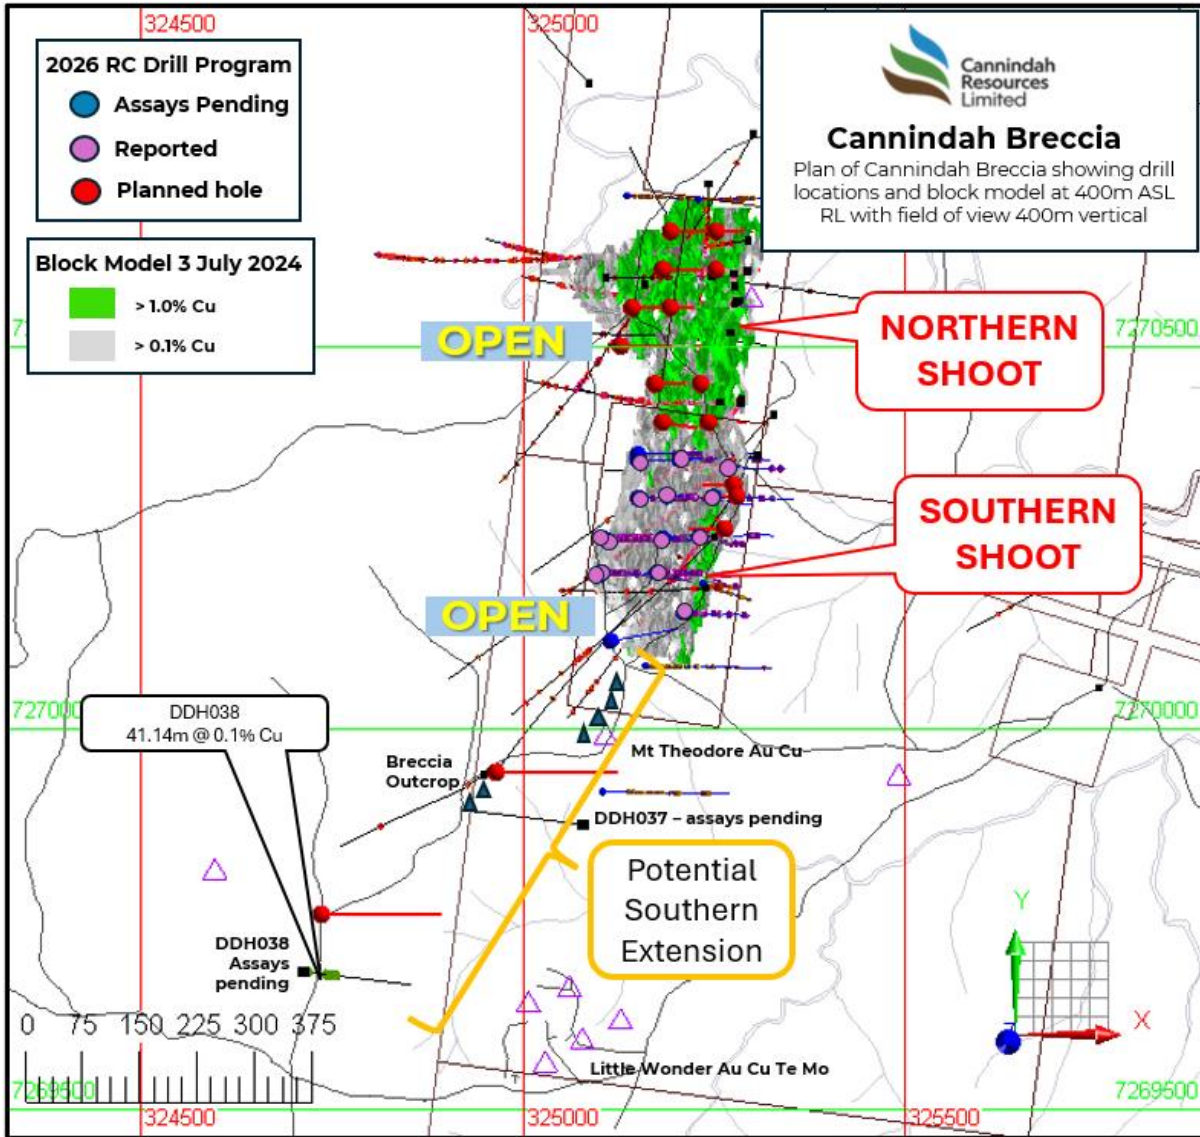 324500
325000
2026 RC Drill Program
Assays Pending
Reported
Planned hole
Cannindah
Resources
Limited
Cannindah Breccia
Plan of Cannindah Breccia showing drill
locations and block model at 400m ASL
RL with field of view 400m vertical
Block Model 3 July 2024
> 1.0% Cu
> 0.1% Cu
OPEN
NORTHERN
SHOOT
7270500
SOUTHERN
SHOOT
OPEN
7270000
DDH038
41.14m @ 0.1% Cu
7270000
Mt Theodore Au Cu
Breccia
Outcrop
DDH037 – assays pending
Potential
Southern
Extension
DDH038
Assays
pending
Y
X
0 75 150 225 300 375
Little Wonder Au Cu Te Mo
7269500
7269500
324500
325000
325500